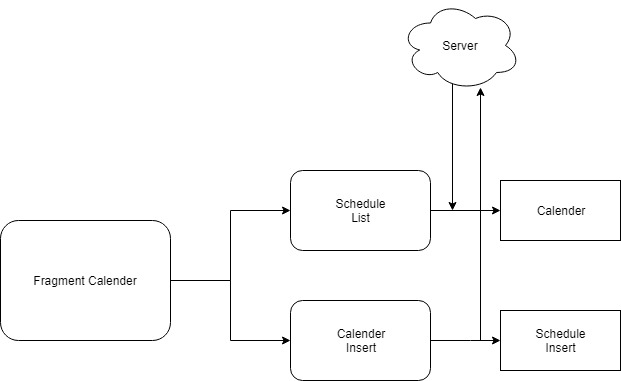 Server
Schedule
List
Calender
Fragment Calender
Calender
Insert
Schedule
Insert